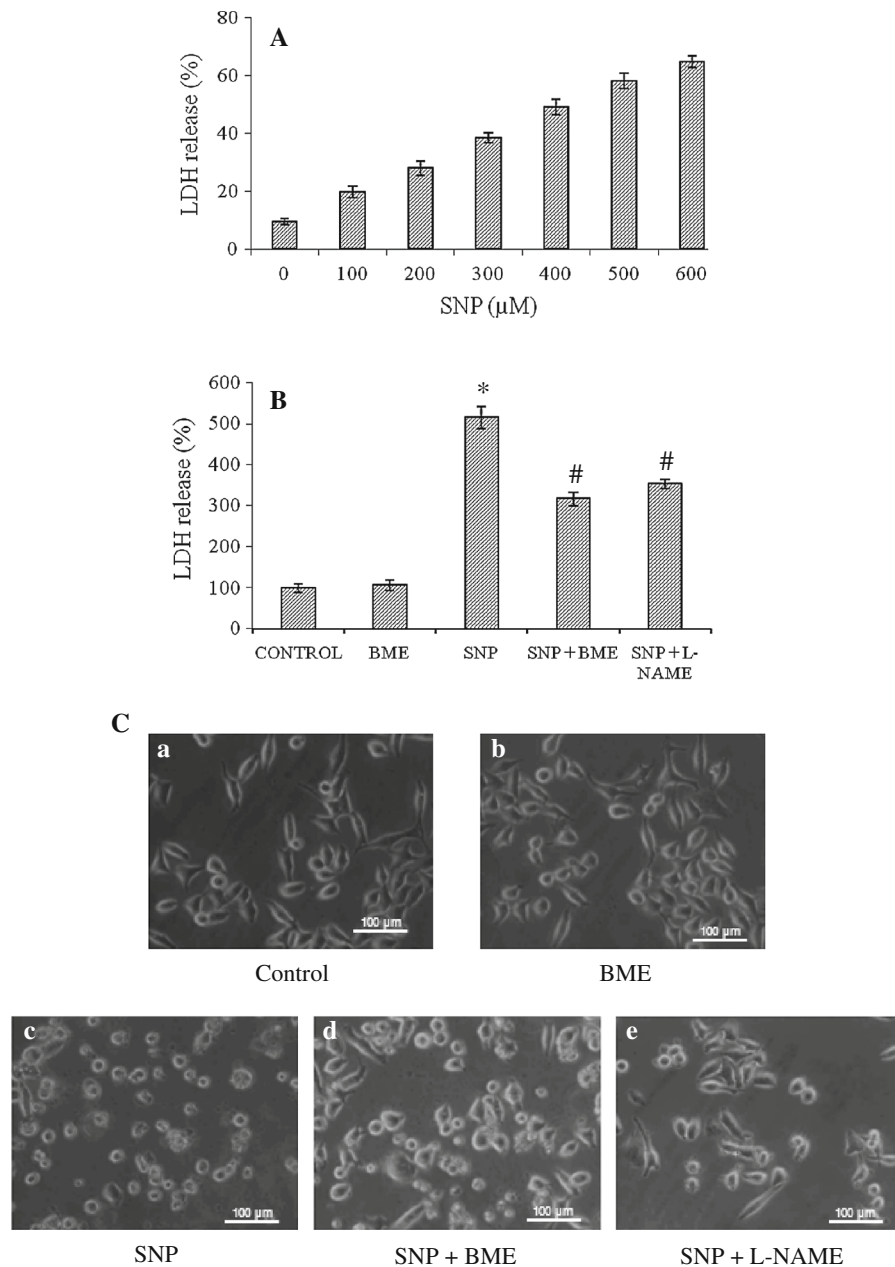 A
LDH release (%)
80
60
40
20
0
0 100 200 300 400 500 600
SNP (µM)
B
LDH release (%)
600
500
400
300
200
100
0
*
#
#
CONTROL BME SNP SNP+BME SNP+L-
NAME
C
a
100 µm
Control
b
100 µm
BME
c
100 µm
SNP
d
100 µm
SNP + BME
e
100 µm
SNP + L-NAME